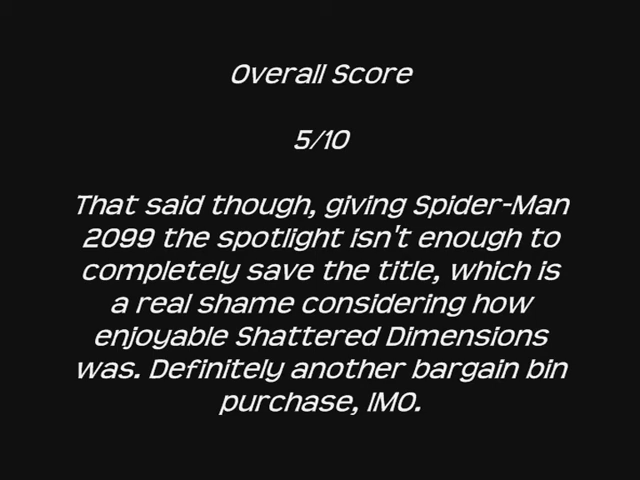 Overall Score
5/10
That said though, giving Spider-Man
2099 the spotlight isn't enough to
completely save the title, which is
a real shame considering how
enjoyable Shattered Dimensions
was. Definitely another bargain bin
purchase, IMO.